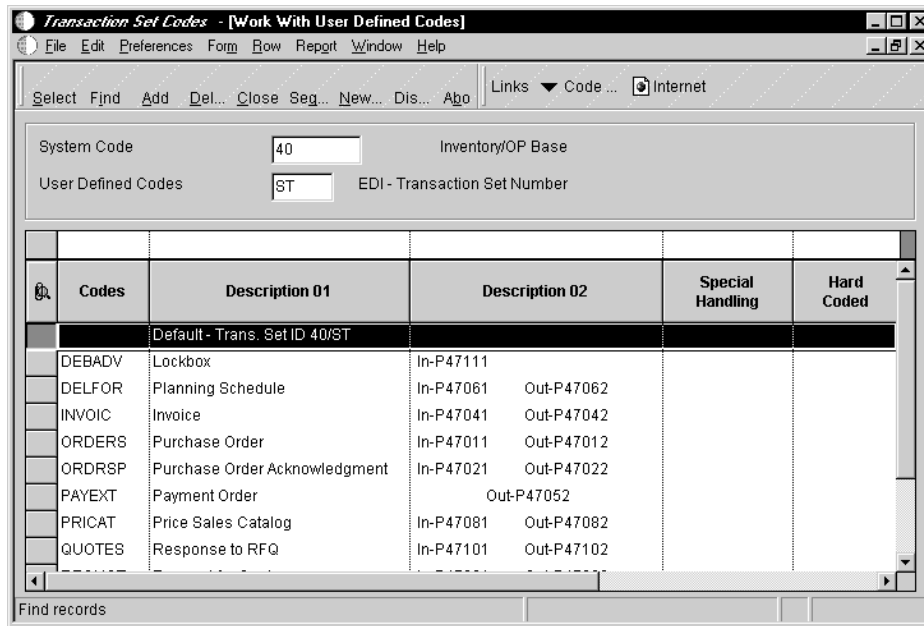 Transaction Set Codes - [Work With User Defined Codes]
File Edit Preferences Form Row Report Window Help
Select Find Add Del... Close Seq... New... Dis... Abo Links Code ... Internet
System Code 40 Inventory/OP Base
User Defined Codes ST EDI - Transaction Set Number
Codes Description 01 Description 02 Special Handling Hard Coded
Default - Trans. Set ID 40/ST
DEBADV Lockbox In-P47111
DELFOR Planning Schedule In-P47061 Out-P47062
INVOIC Invoice In-P47041 Out-P47042
ORDERS Purchase Order In-P47011 Out-P47012
ORDRSP Purchase Order Acknowledgment In-P47021 Out-P47022
PAYEXT Payment Order Out-P47052
PRICAT Price Sales Catalog In-P47081 Out-P47082
QUOTES Response to RFQ In-P47101 Out-P47102
Find records